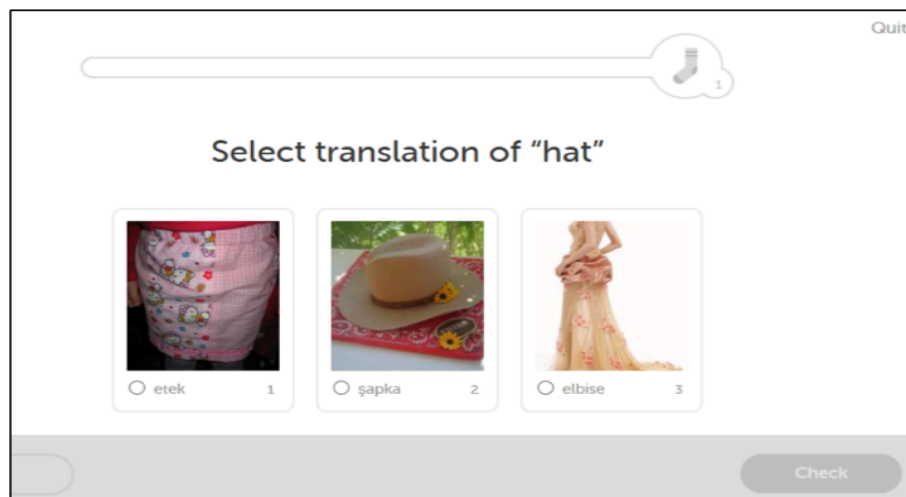 Quit
1
Select translation of “hat”
etek 1
şapka 2
elbise 3
Check